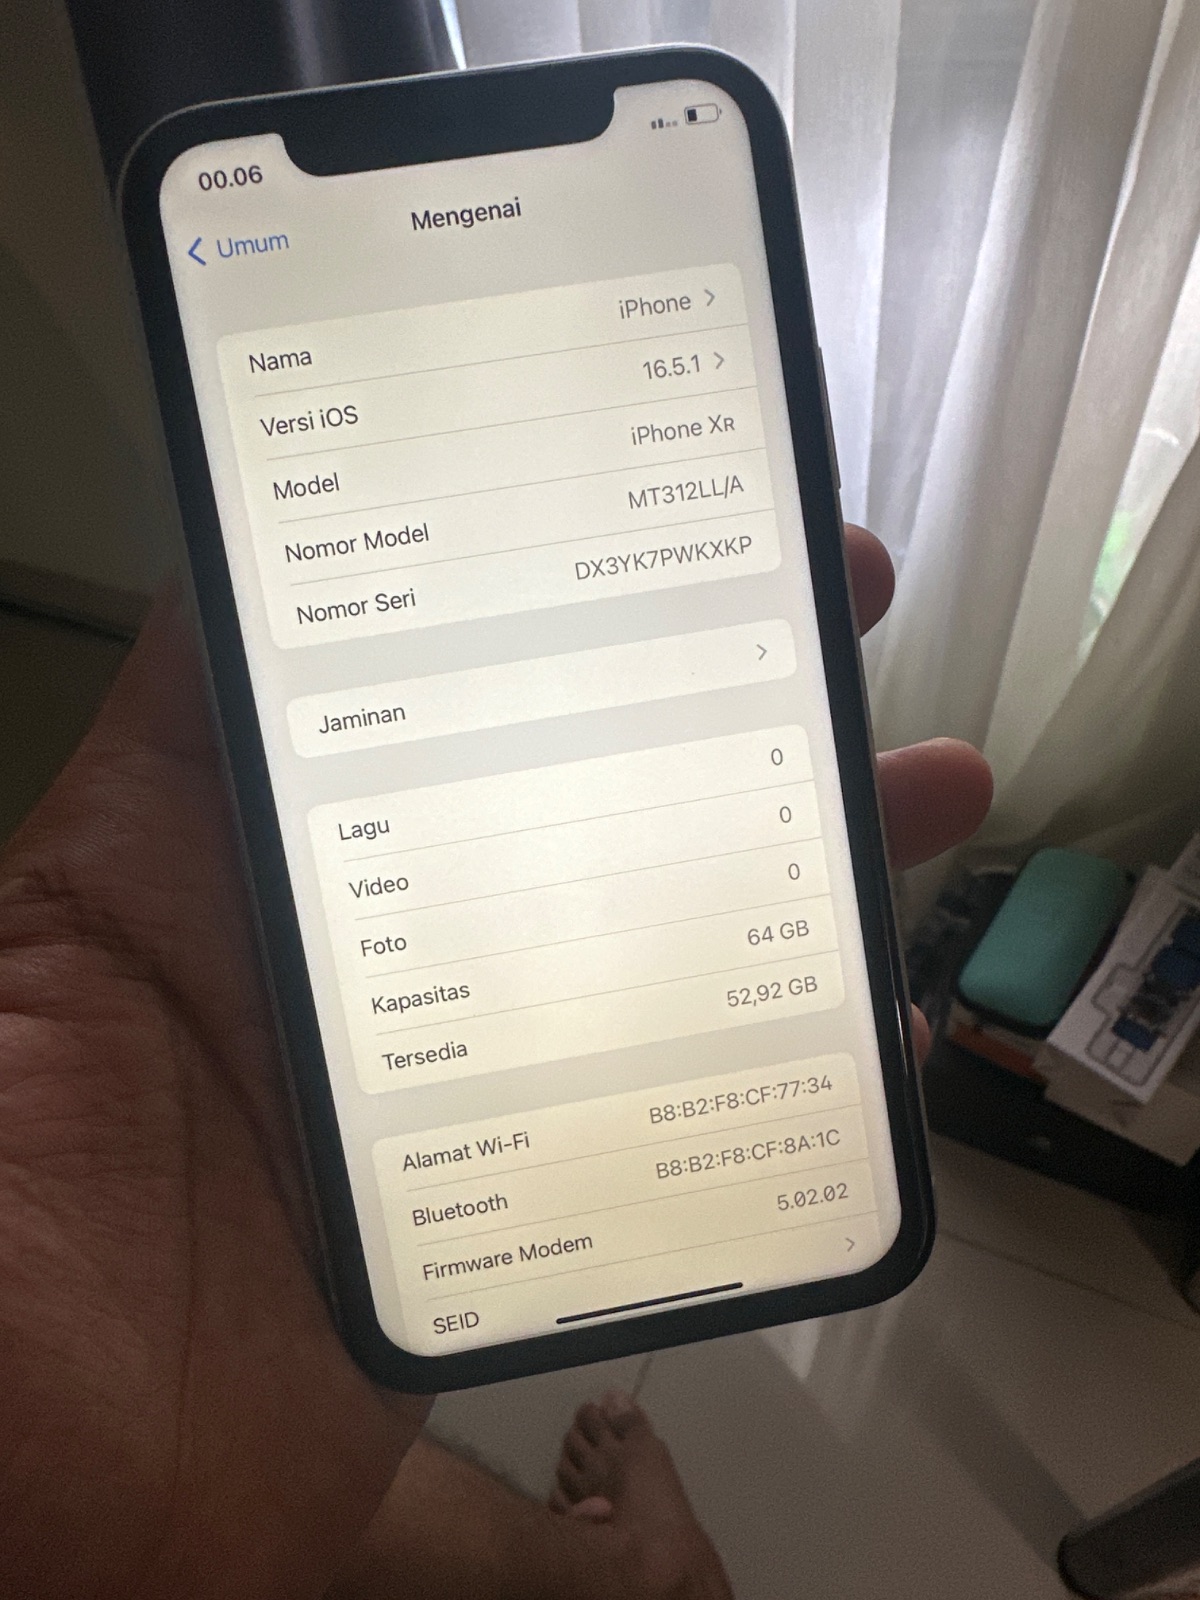 00.06
Umum
Mengenai
Nama iPhone
Versi iOS 16.5.1
Model iPhone XR
Nomor Model MT312LL/A
Nomor Seri DX3YK7PWKXKP
Jaminan
Lagu 0
Video 0
Foto 0
Kapasitas 64 GB
Tersedia 52,92 GB
Alamat Wi-Fi B8:B2:F8:CF:77:34
Bluetooth B8:B2:F8:CF:8A:1C
Firmware Modem 5.02.02
SEID